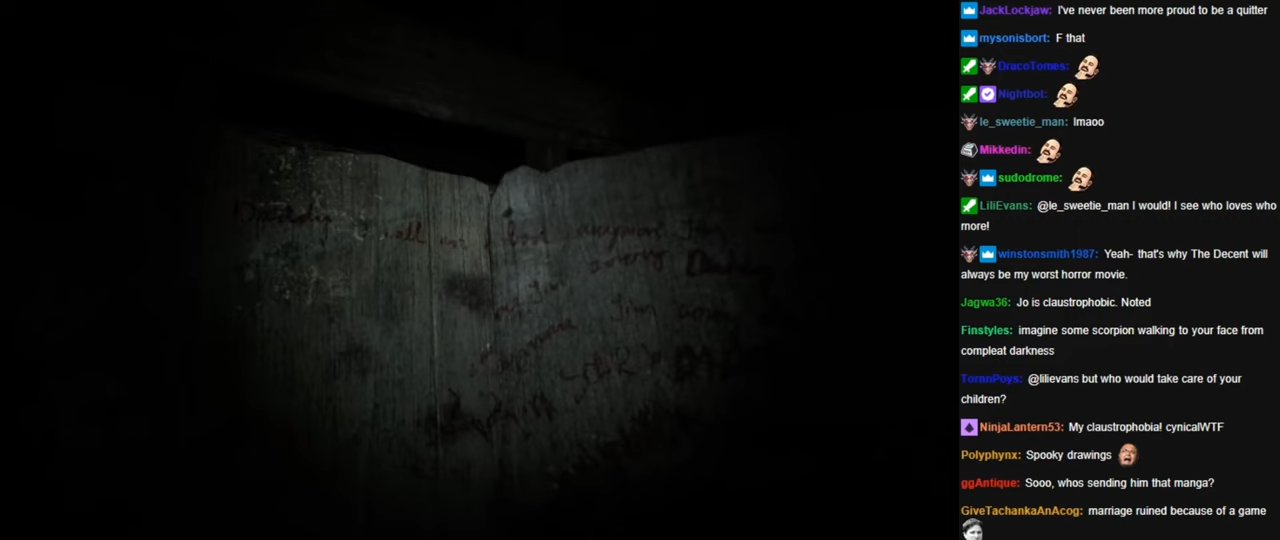 JackLockjaw: I've never been more proud to be a quitter
mysonisbort: F that
DracoTomes:
Nightbot:
le_sweetie_man: lmaoo
Mikkedin:
sudodrome:
LiliEvans: @le_sweetie_man I would! I see who loves who
more!
winstonsmith1987: Yeah- that's why The Decent will
always be my worst horror movie.
Jagwa36: Jo is claustrophobic. Noted
Finstyles: imagine some scorpion walking to your face from
compleat darkness
TornnPoys: @lilievans but who would take care of your
children?
NinjaLantern53: My claustrophobia! cynicalWTF
Polyphynx: Spooky drawings
ggAntique: Sooo, whos sending him that manga?
GiveTachankaAnAcog: marriage ruined because of a game